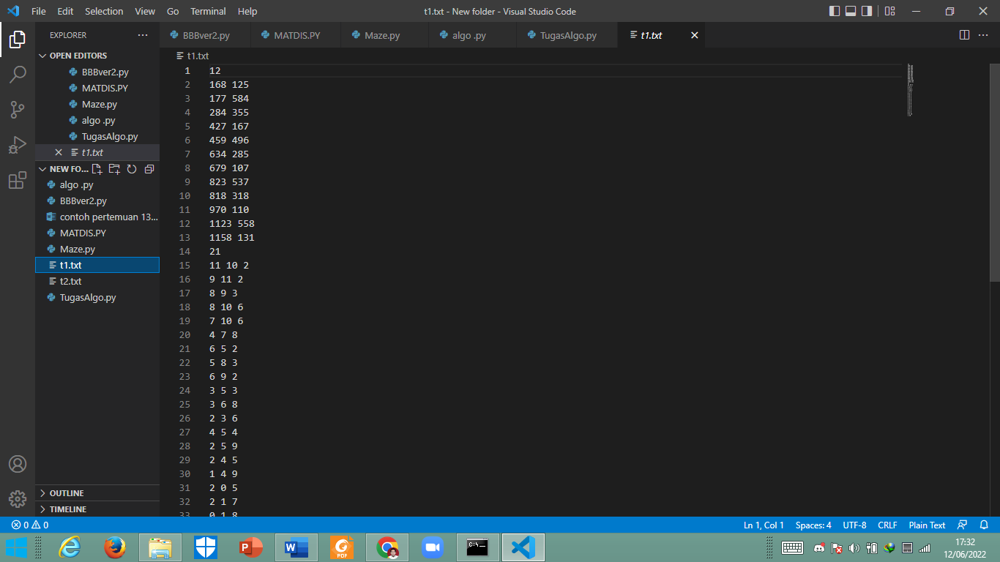 File Edit Selection View Go Terminal Help
t1.txt - New folder - Visual Studio Code
EXPLORER
BBBver2.py MATDIS.PY Maze.py algo .py TugasAlgo.py t1.txt
OPEN EDITORS
BBBver2.py
MATDIS.PY
Maze.py
algo .py
TugasAlgo.py
t1.txt
NEW FO...
algo .py
BBBver2.py
contoh pertemuan 13...
MATDIS.PY
Maze.py
t1.txt
t2.txt
TugasAlgo.py
OUTLINE
TIMELINE
t1.txt
1 12
2 168 125
3 177 584
4 284 355
5 427 167
6 459 496
7 634 285
8 679 107
9 823 537
10 818 318
11 970 110
12 1123 558
13 1158 131
14 21
15 11 10 2
16 9 11 2
17 8 9 3
18 8 10 6
19 7 10 6
20 4 7 8
21 6 5 2
22 5 8 3
23 6 9 2
24 3 5 3
25 3 6 8
26 2 3 6
27 4 5 4
28 2 5 9
29 2 4 5
30 1 4 9
31 2 0 5
32 2 1 7
33 0 1 8
0 0
Ln 1, Col 1 Spaces: 4 UTF-8 CRLF Plain Text
P
W
PDF
C:\_
17:32
12/06/2022